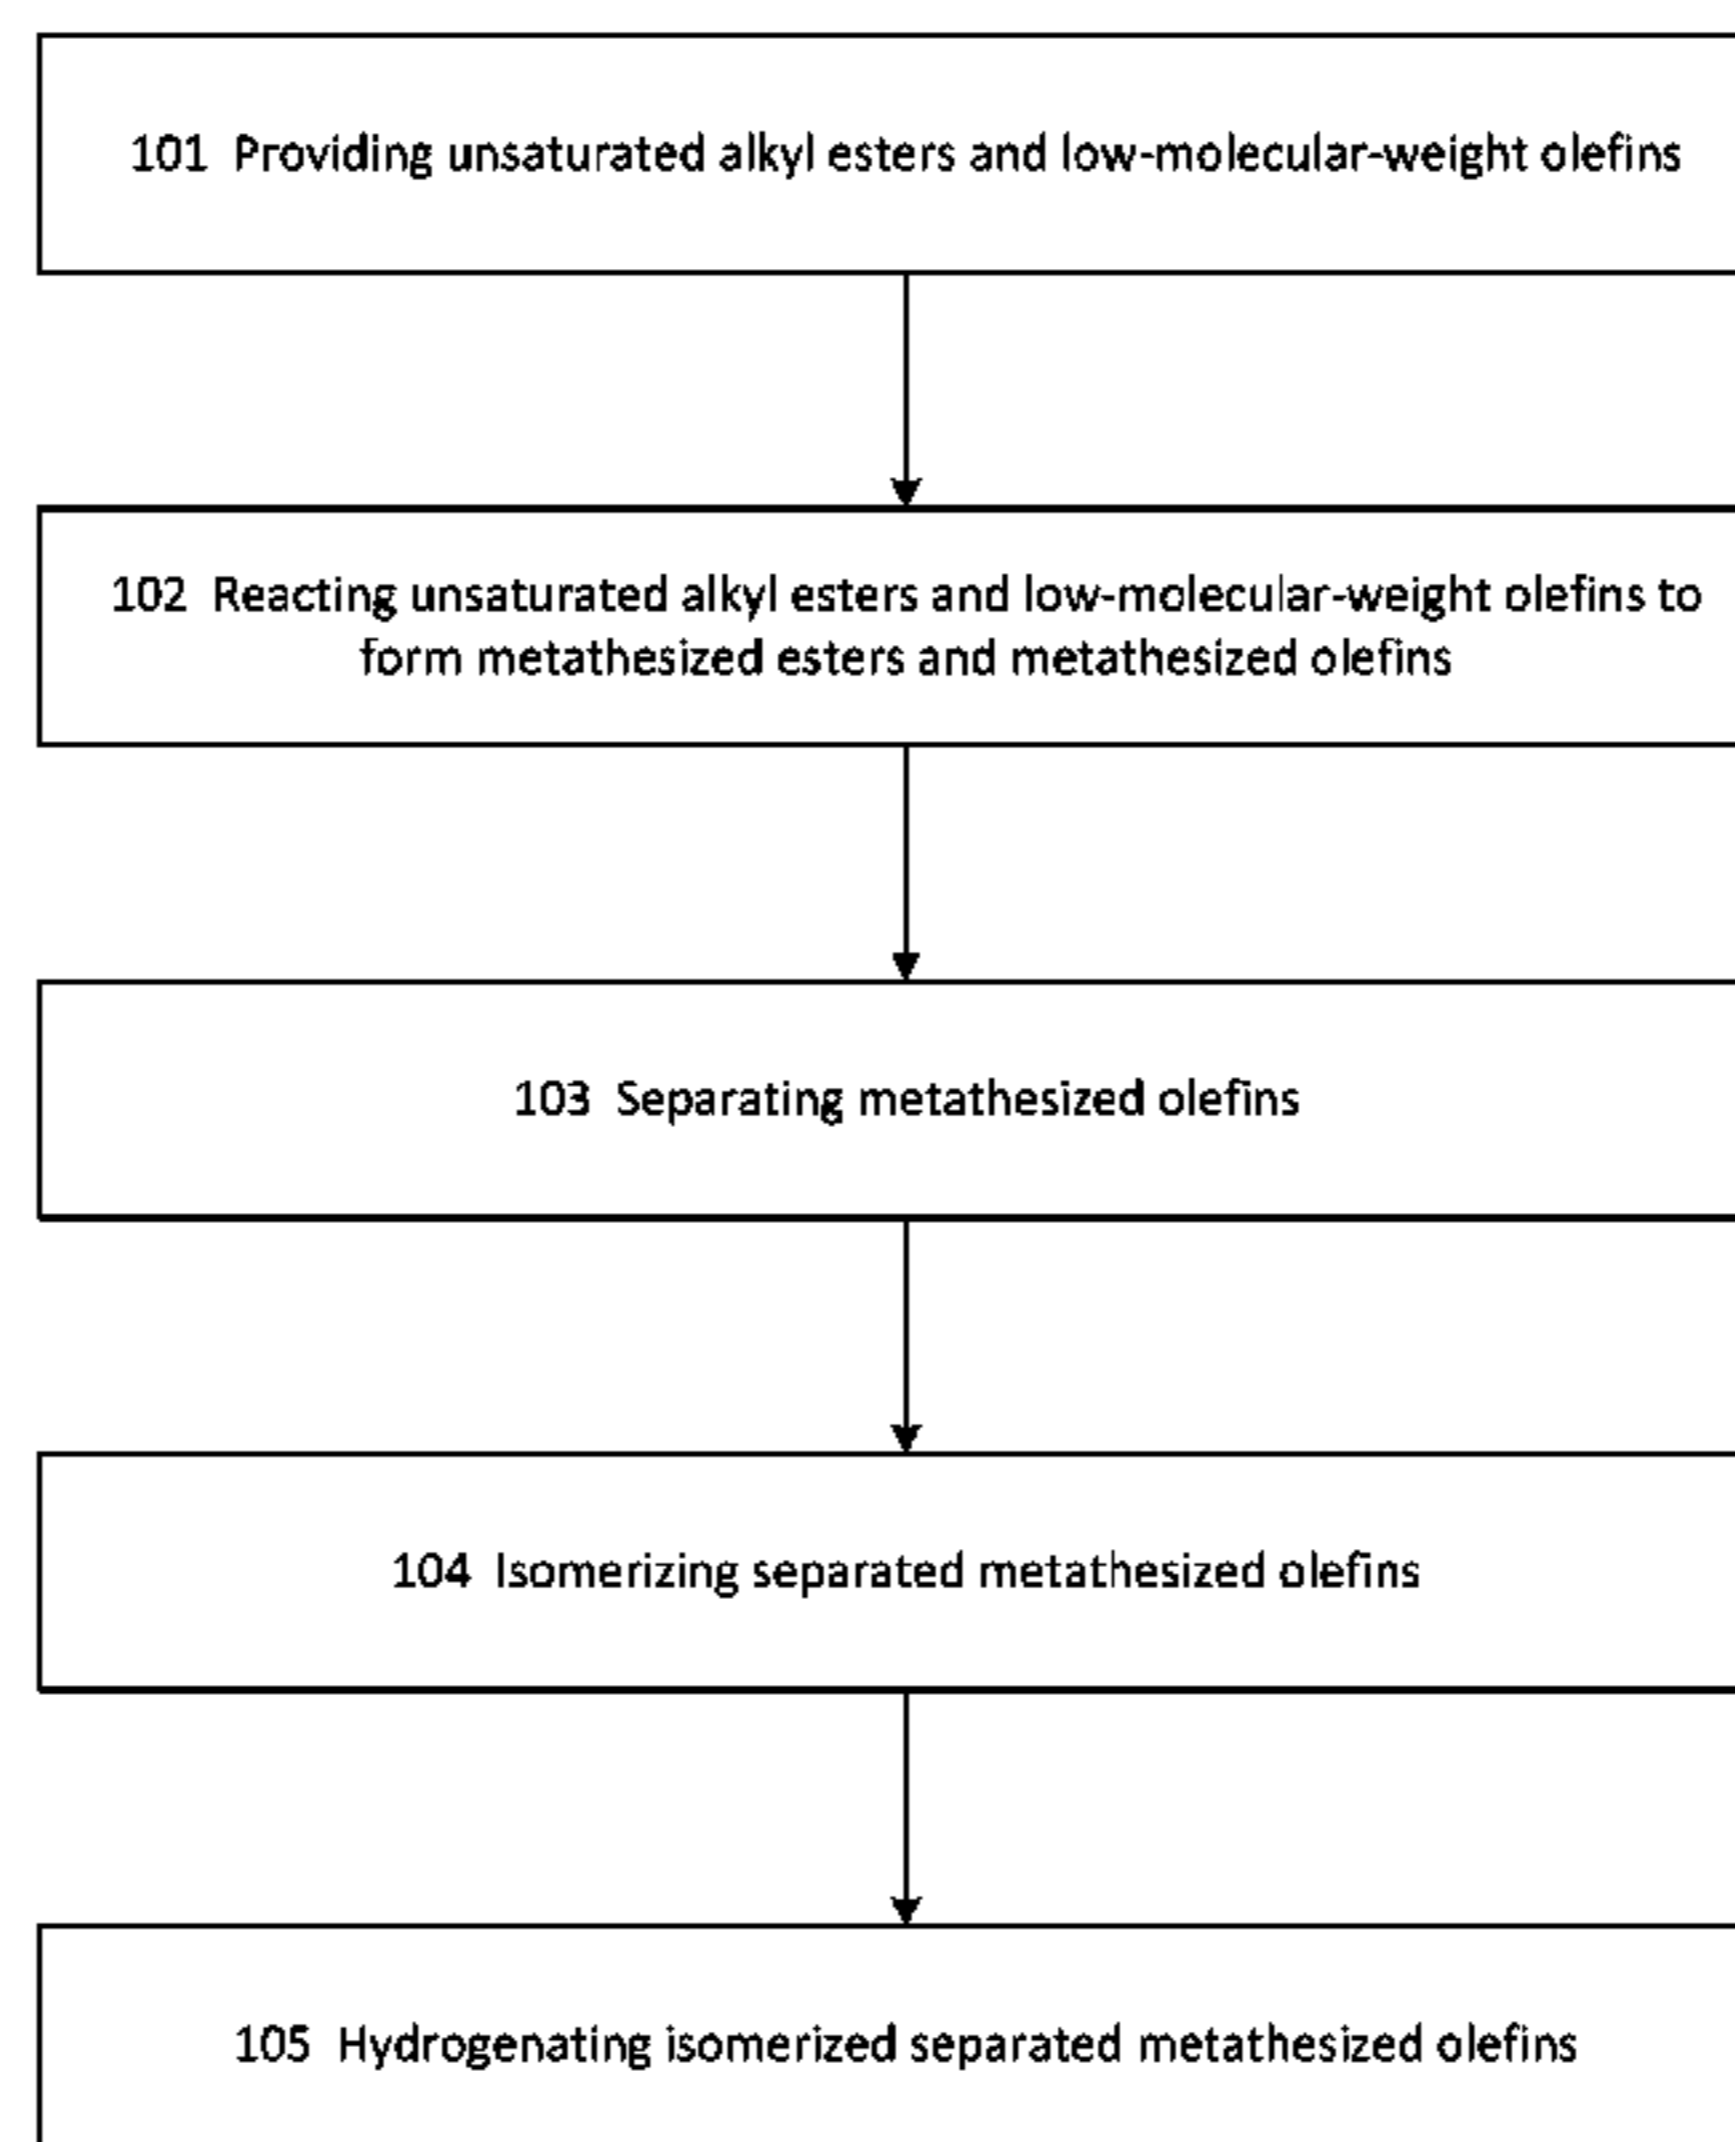 101 Providing unsaturated alkyl esters and low-molecular-weight olefins
102 Reacting unsaturated alkyl esters and low-molecular-weight olefins to
form metathesized esters and metathesized olefins
103 Separating metathesized olefins
104 Isomerizing separated metathesized olefins
105 Hydrogenating isomerized separated metathesized olefins